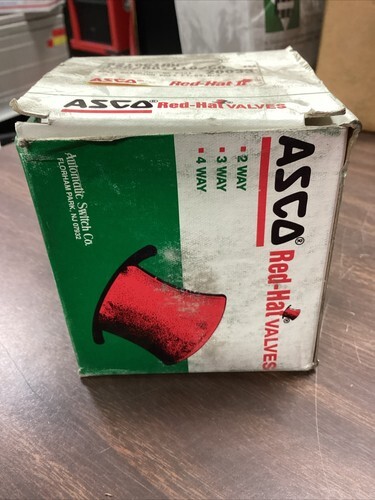 Red-Hat II
ASCO® Red-Hat VALVES
ASCO®
Red-Hat® VALVES
2 WAY
3 WAY
4 WAY
Automatic Switch Co.
FLORHAM PARK, NJ 07932